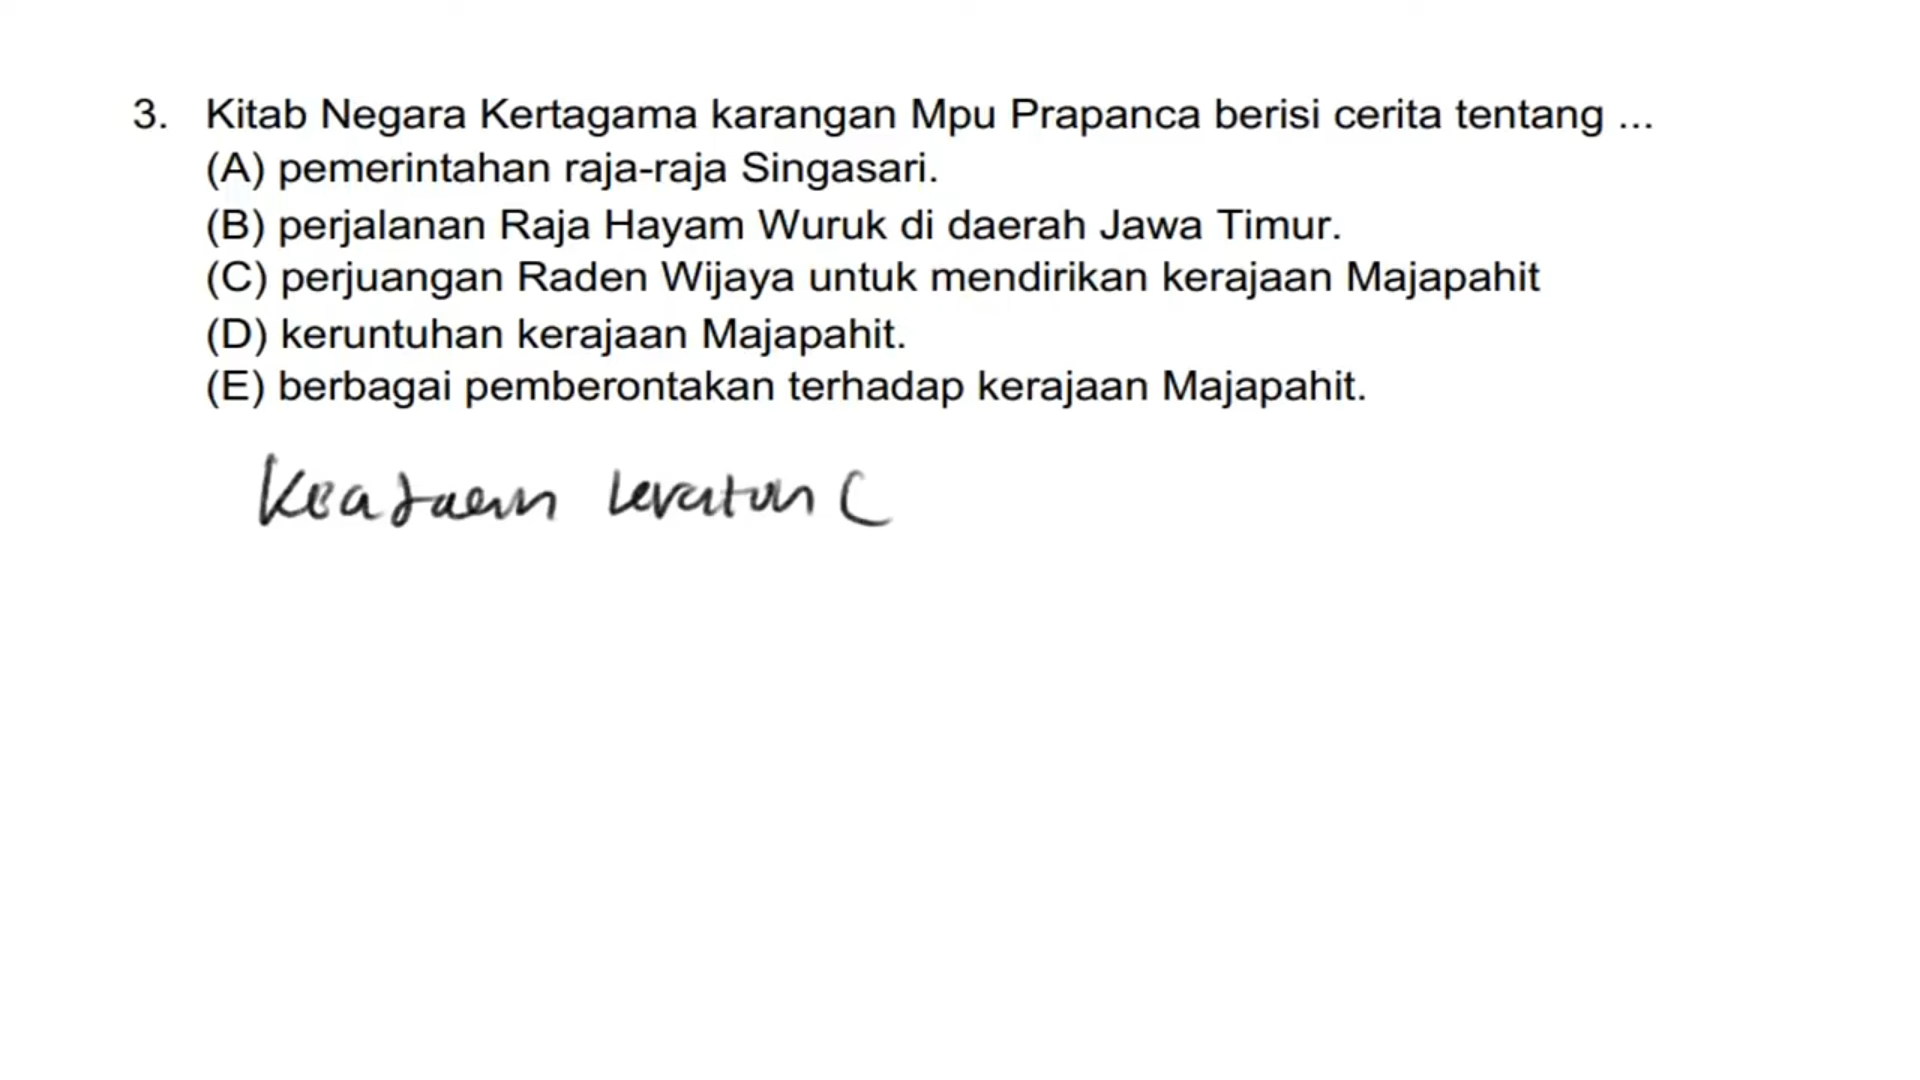 3. Kitab Negara Kertagama karangan Mpu Prapanca berisi cerita tentang ...
(A) pemerintahan raja-raja Singasari.
(B) perjalanan Raja Hayam Wuruk di daerah Jawa Timur.
(C) perjuangan Raden Wijaya untuk mendirikan kerajaan Majapahit
(D) keruntuhan kerajaan Majapahit.
(E) berbagai pemberontakan terhadap kerajaan Majapahit.
(